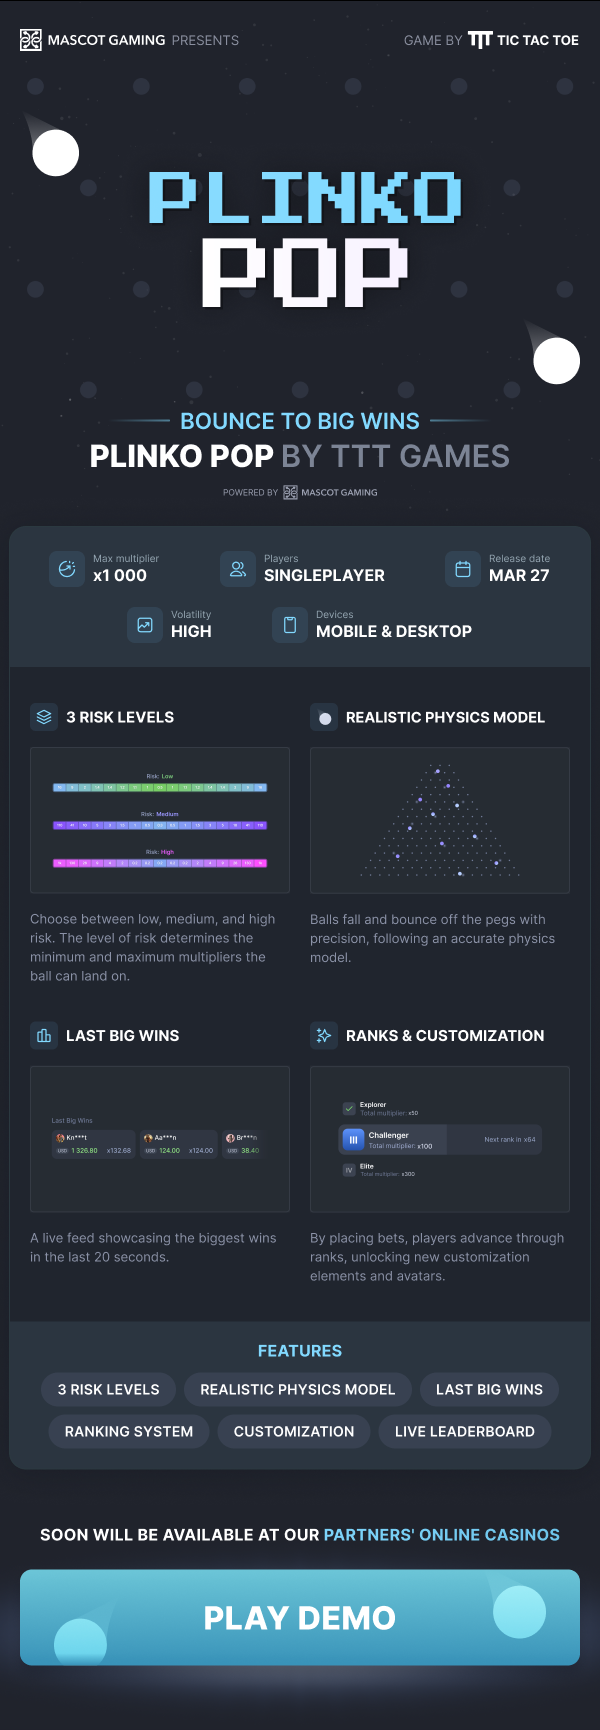 MASCOT GAMING PRESENTS
GAME BY TTT TIC TAC TOE
PLINKO
POP
BOUNCE TO BIG WINS
PLINKO POP BY TTT GAMES
POWERED BY MASCOT GAMING
Max multiplier
x1 000
Players
SINGLEPLAYER
Release date
MAR 27
Volatility
HIGH
Devices
MOBILE & DESKTOP
3 RISK LEVELS
Risk: Low
Risk: Medium
Risk: High
Choose between low, medium, and high
risk. The level of risk determines the
minimum and maximum multipliers the
ball can land on.
REALISTIC PHYSICS MODEL
Balls fall and bounce off the pegs with
precision, following an accurate physics
model.
LAST BIG WINS
Last Big Wins
Kn***t
USD 1 326.80 x132.68
Aa***n
USD 124.00 x124.00
Br***n
USD 38.40
A live feed showcasing the biggest wins
in the last 20 seconds.
RANKS & CUSTOMIZATION
Explorer
Total multiplier: x50
III
Challenger
Total multiplier: x100
Next rank in x64
IV
Elite
Total multiplier: x300
By placing bets, players advance through
ranks, unlocking new customization
elements and avatars.
FEATURES
3 RISK LEVELS
REALISTIC PHYSICS MODEL
LAST BIG WINS
RANKING SYSTEM
CUSTOMIZATION
LIVE LEADERBOARD
SOON WILL BE AVAILABLE AT OUR PARTNERS' ONLINE CASINOS
PLAY DEMO